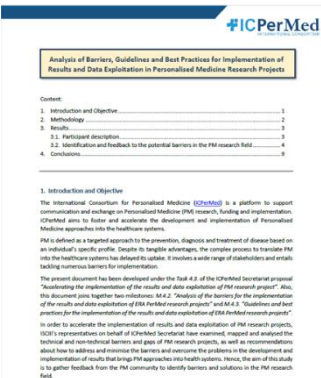 ICPerMed
INTERNATIONAL CONSORTIUM
Analysis of Barriers, Guidelines and Best Practices for Implementation of
Results and Data Exploitation in Personalised Medicine Research Projects
Content:
1. Introduction and Objective 1
2. Methodology 2
3. Results 3
3.1. Participant description 3
3.2. Identification and feedback to the potential barriers in the PM research field 4
4. Conclusions 9
1. Introduction and Objective
The International Consortium for Personalised Medicine (ICPerMed) is a platform to support
communication and exchange on Personalised Medicine (PM) research, funding and implementation.
ICPerMed aims to foster and accelerate the development and implementation of Personalised
Medicine approaches into the healthcare systems.
PM is defined as a targeted approach to the prevention, diagnosis and treatment of disease based on
an individual's specific profile. Despite its tangible advantages, the complex process to translate PM
into the healthcare systems has delayed its uptake. It involves a wide range of stakeholders and entails
tackling numerous barriers for implementation.
The present document has been developed under the Task 4.3. of the ICPerMed Secretariat proposal
"Accelerating the implementation of the results and data exploitation of PM research project". Also,
this document joins together two milestones: M.4.2. "Analysis of the barriers for the implementation
of the results and data exploitation of ERA PerMed research projects" and M.4.3. "Guidelines and best
practices for the implementation of the results and data exploitation of ERA PerMed research projects".
In order to accelerate the implementation of results and data exploitation of PM research projects,
ISCIII's representatives on behalf of ICPerMed Secretariat have examined, mapped and analysed the
technical and non-technical barriers and gaps of PM research projects, as well as recommendations
about how to address and minimise the barriers and overcome the problems in the development and
implementation of results that brings PM approaches into health systems. Hence, the aim of this study
is to gather feedback from the PM community to identify barriers and solutions in the PM research
field.